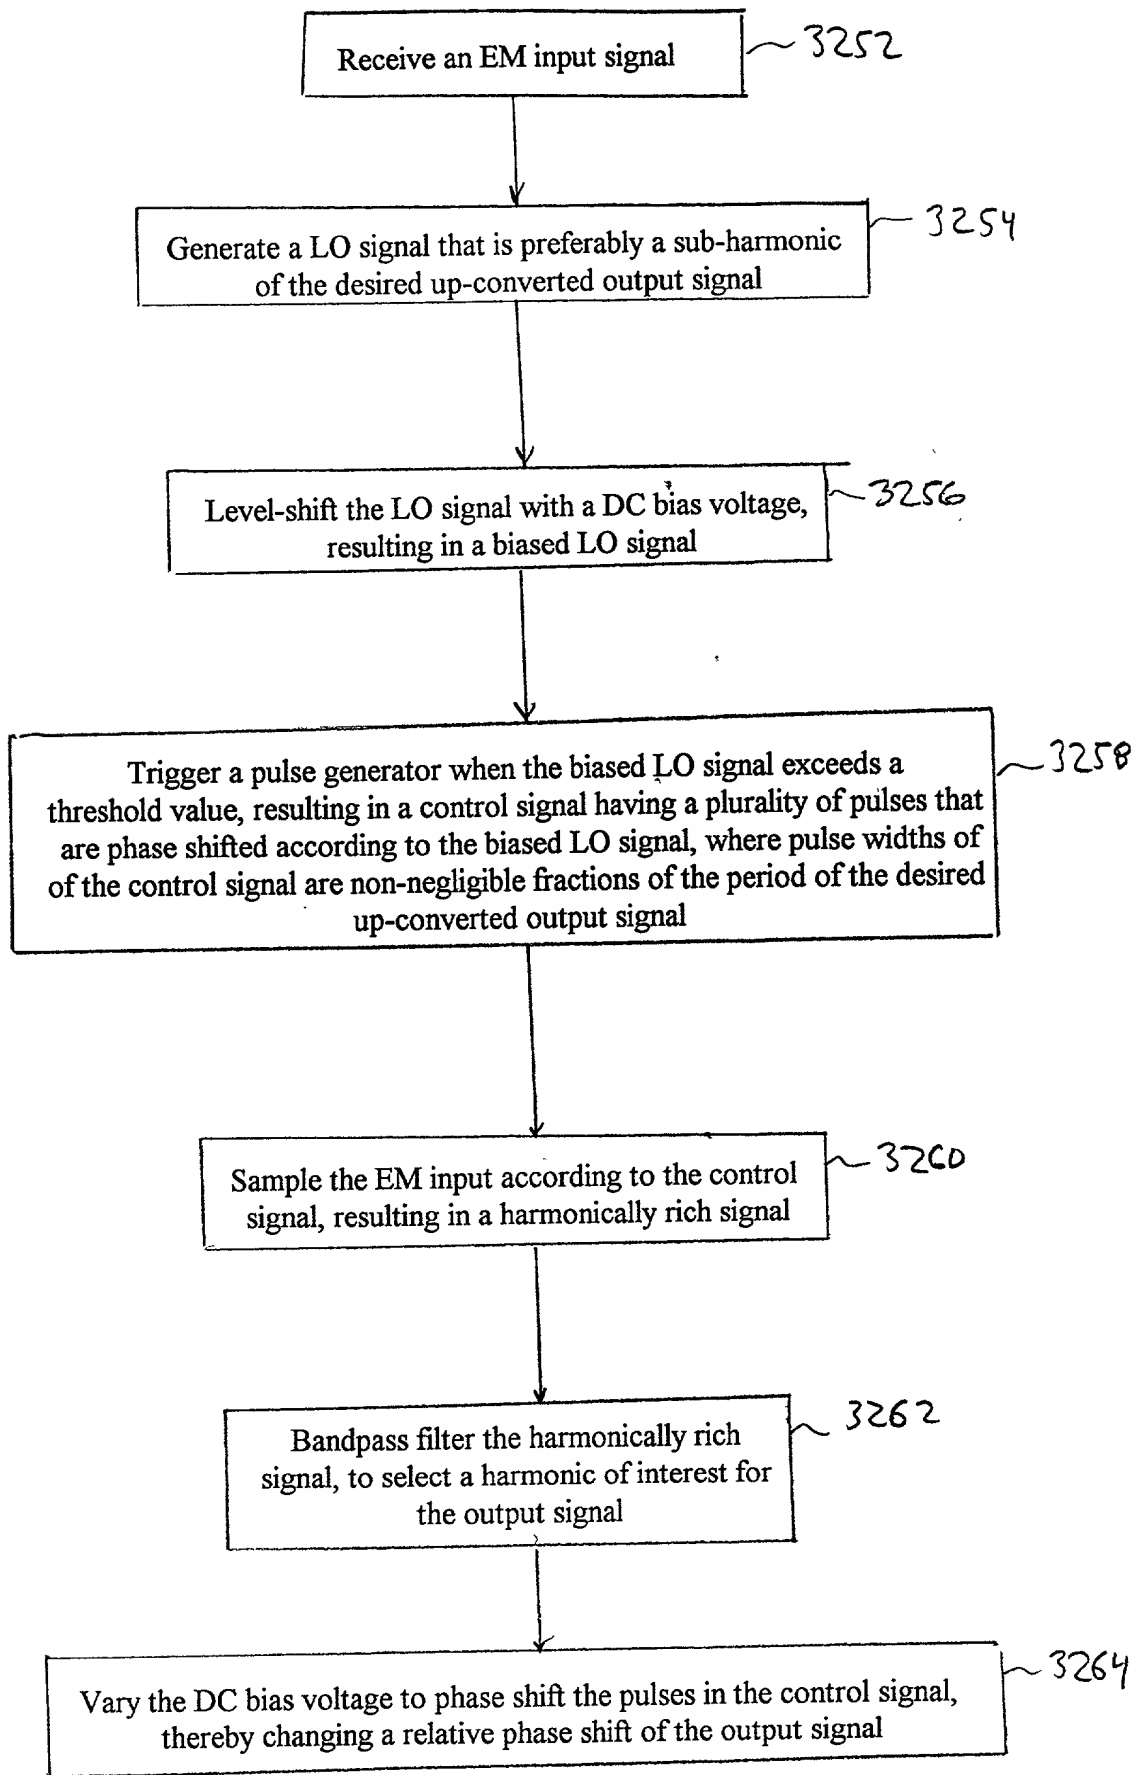 Receive an EM input signal
3252
Generate a LO signal that is preferably a sub-harmonic
of the desired up-converted output signal
3254
Level-shift the LO signal with a DC bias voltage,
resulting in a biased LO signal
3256
Trigger a pulse generator when the biased LO signal exceeds a
threshold value, resulting in a control signal having a plurality of pulses that
are phase shifted according to the biased LO signal, where pulse widths of
of the control signal are non-negligible fractions of the period of the desired
up-converted output signal
3258
Sample the EM input according to the control
signal, resulting in a harmonically rich signal
3260
Bandpass filter the harmonically rich
signal, to select a harmonic of interest for
the output signal
3262
Vary the DC bias voltage to phase shift the pulses in the control signal,
thereby changing a relative phase shift of the output signal
3264